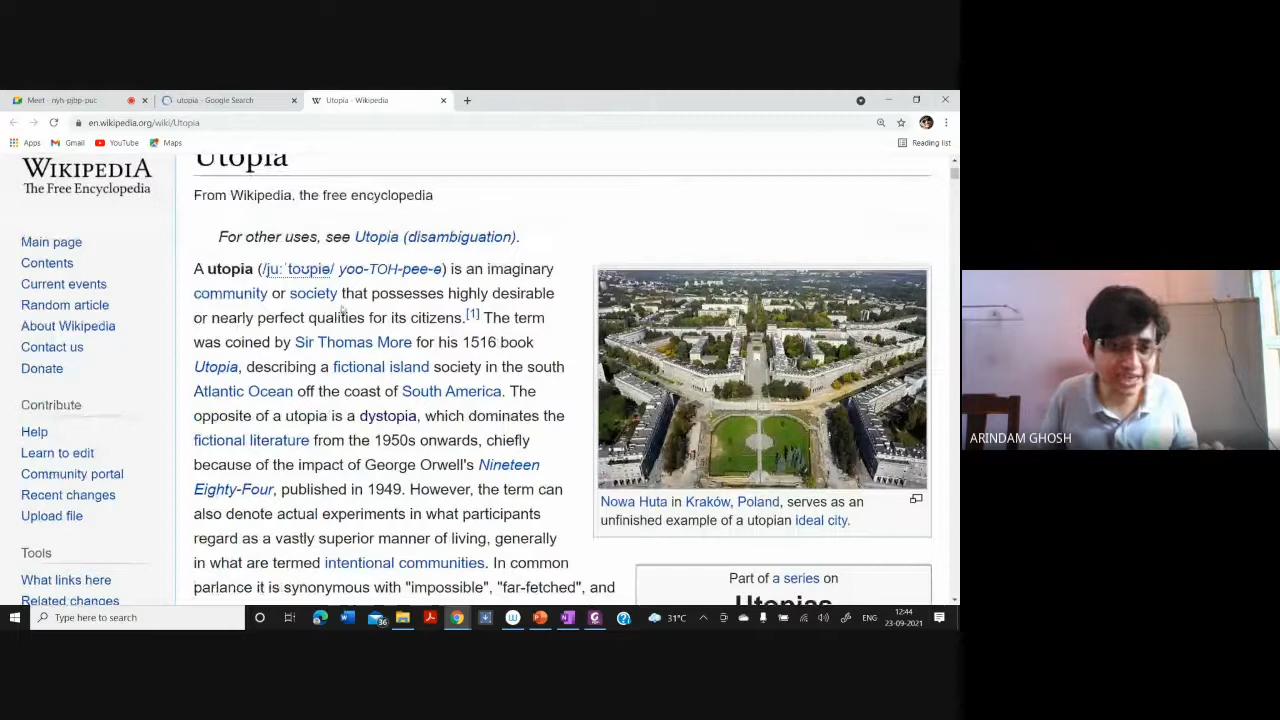 Meet - nyh-pjbp-puc
utopia - Google Search
Utopia - Wikipedia
en.wikipedia.org/wiki/Utopia
Apps
Gmail
YouTube
Maps
Reading list
WIKIPEDIA
The Free Encyclopedia
Main page
Contents
Current events
Random article
About Wikipedia
Contact us
Donate
Contribute
Help
Learn to edit
Community portal
Recent changes
Upload file
Tools
What links here
Related changes
Utopia
From Wikipedia, the free encyclopedia
For other uses, see Utopia (disambiguation).
A utopia (/juːˈtoʊpiə/ yoo-TOH-pee-ə) is an imaginary
community or society that possesses highly desirable
or nearly perfect qualities for its citizens.[1] The term
was coined by Sir Thomas More for his 1516 book
Utopia, describing a fictional island society in the south
Atlantic Ocean off the coast of South America. The
opposite of a utopia is a dystopia, which dominates the
fictional literature from the 1950s onwards, chiefly
because of the impact of George Orwell's Nineteen
Eighty-Four, published in 1949. However, the term can
also denote actual experiments in what participants
regard as a vastly superior manner of living, generally
in what are termed intentional communities. In common
parlance it is synonymous with "impossible", "far-fetched", and
Nowa Huta in Kraków, Poland, serves as an
unfinished example of a utopian ideal city.
Part of a series on
Utopias
ARINDAM GHOSH
Type here to search
36
31°C
ENG
12:44
23-09-2021